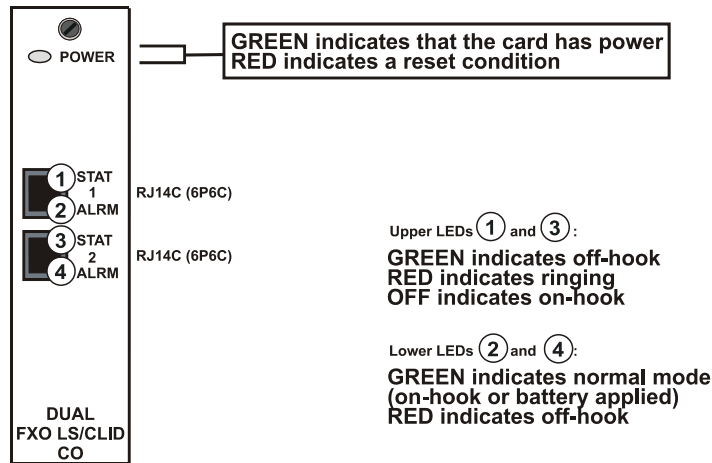 POWER
GREEN indicates that the card has power
RED indicates a reset condition
1 STAT
1
2 ALRM
RJ14C (6P6C)
3 STAT
2
4 ALRM
RJ14C (6P6C)
Upper LEDs 1 and 3:
GREEN indicates off-hook
RED indicates ringing
OFF indicates on-hook
Lower LEDs 2 and 4:
GREEN indicates normal mode
(on-hook or battery applied)
RED indicates off-hook
DUAL
FXO LS/CLID
CO